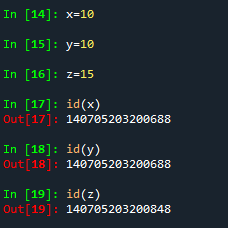 In [14]: x=10
In [15]: y=10
In [16]: z=15
In [17]: id(x)
Out[17]: 140705203200688
In [18]: id(y)
Out[18]: 140705203200688
In [19]: id(z)
Out[19]: 140705203200848